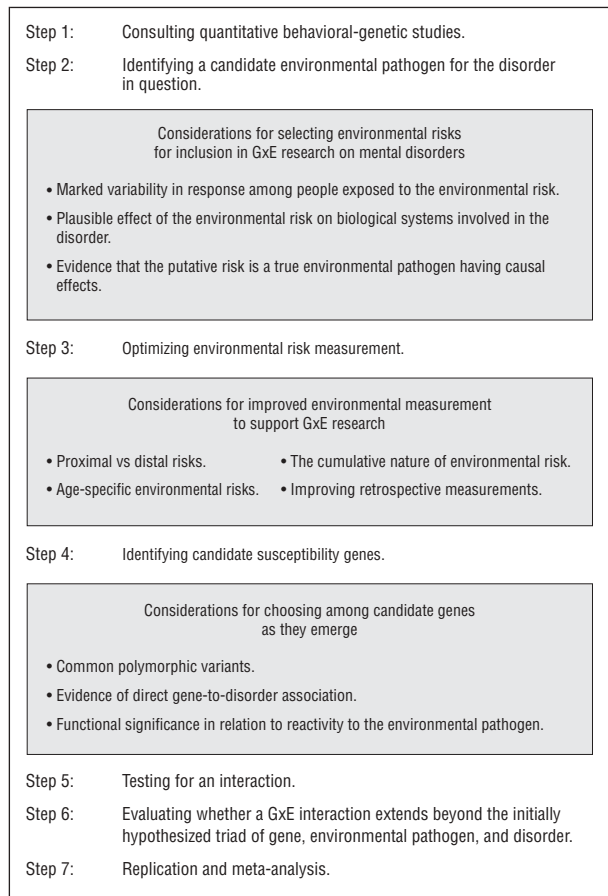 Step 1: Consulting quantitative behavioral-genetic studies.
Step 2: Identifying a candidate environmental pathogen for the disorder
in question.
Considerations for selecting environmental risks
for inclusion in GxE research on mental disorders
• Marked variability in response among people exposed to the environmental risk.
• Plausible effect of the environmental risk on biological systems involved in the
disorder.
• Evidence that the putative risk is a true environmental pathogen having causal
effects.
Step 3: Optimizing environmental risk measurement.
Considerations for improved environmental measurement
to support GxE research
• Proximal vs distal risks. • The cumulative nature of environmental risk.
• Age-specific environmental risks. • Improving retrospective measurements.
Step 4: Identifying candidate susceptibility genes.
Considerations for choosing among candidate genes
as they emerge
• Common polymorphic variants.
• Evidence of direct gene-to-disorder association.
• Functional significance in relation to reactivity to the environmental pathogen.
Step 5: Testing for an interaction.
Step 6: Evaluating whether a GxE interaction extends beyond the initially
hypothesized triad of gene, environmental pathogen, and disorder.
Step 7: Replication and meta-analysis.